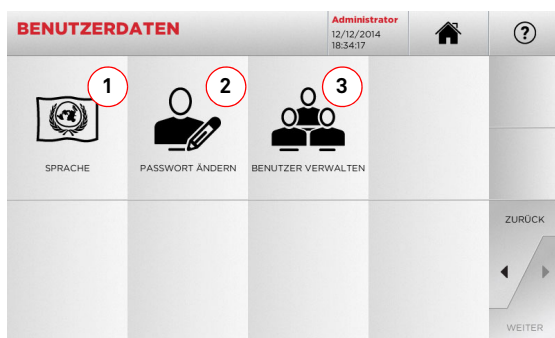 BENUTZERDATEN
Administrator
12/12/2014
18:34:17
?
1
2
3
SPRACHE
PASSWORT ÄNDERN
BENUTZER VERWALTEN
ZURÜCK
WEITER